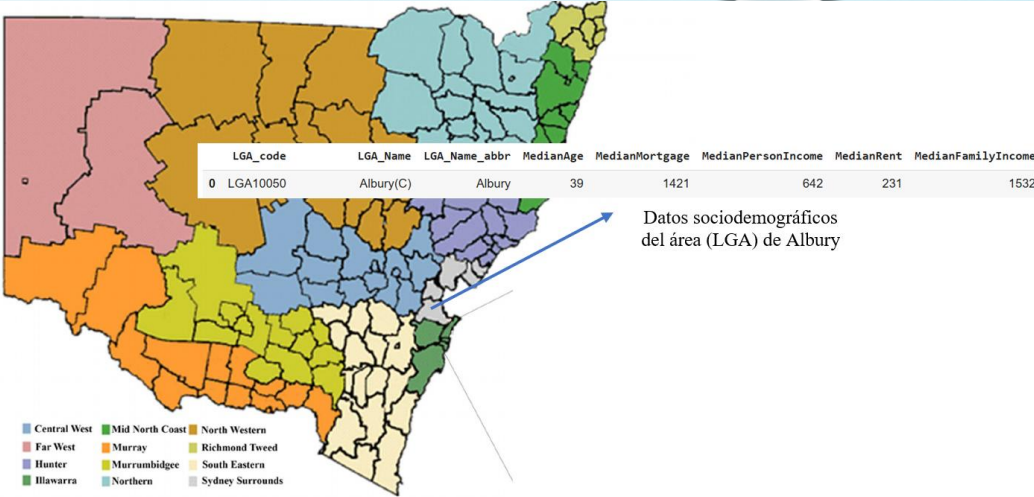 LGA_code LGA_Name LGA_Name_abbr MedianAge MedianMortgage MedianPersonIncome MedianRent MedianFamilyIncome
0 LGA10050 Albury(C) Albury 39 1421 642 231 1532
Datos sociodemográficos
del área (LGA) de Albury
Central West Mid North Coast North Western
Far West Murray Richmond Tweed
Hunter Murrumbidgee South Eastern
Illawarra Northern Sydney Surrounds